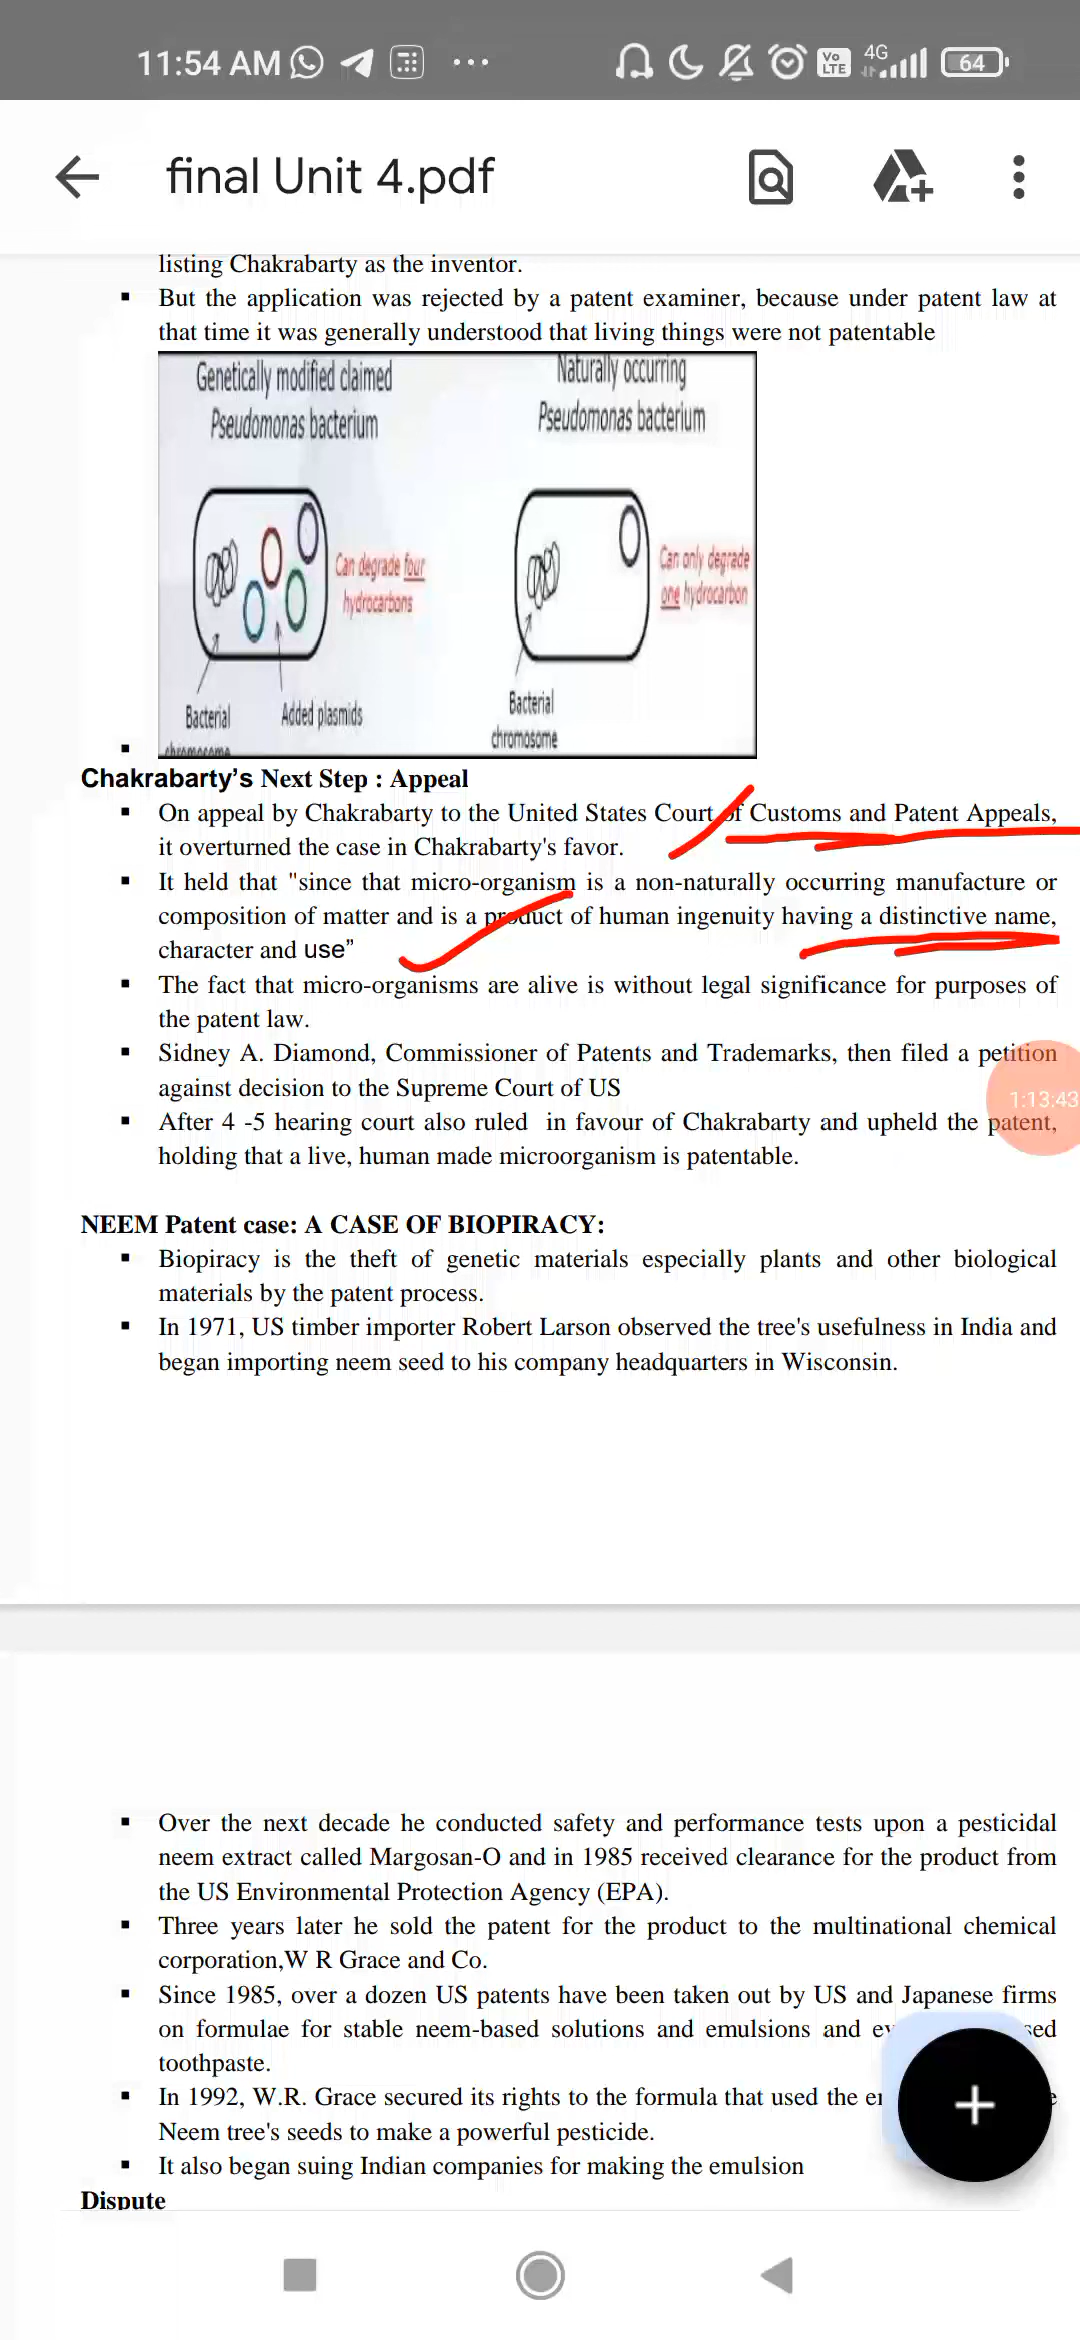 11:54 AM
Vo LTE 4G 64
final Unit 4.pdf
listing Chakrabarty as the inventor.
▪ But the application was rejected by a patent examiner, because under patent law at
that time it was generally understood that living things were not patentable
Genetically modified claimed Naturally occurring
Pseudomonas bacterium Pseudomonas bacterium
Can degrade four Can only degrade
hydrocarbons one hydrocarbon
Bacterial Added plasmids Bacterial
chromosome chromosome
▪
Chakrabarty's Next Step : Appeal
▪ On appeal by Chakrabarty to the United States Court of Customs and Patent Appeals,
it overturned the case in Chakrabarty's favor.
▪ It held that "since that micro-organism is a non-naturally occurring manufacture or
composition of matter and is a product of human ingenuity having a distinctive name,
character and use”
▪ The fact that micro-organisms are alive is without legal significance for purposes of
the patent law.
▪ Sidney A. Diamond, Commissioner of Patents and Trademarks, then filed a petition
against decision to the Supreme Court of US
1:13:43
▪ After 4 -5 hearing court also ruled in favour of Chakrabarty and upheld the patent,
holding that a live, human made microorganism is patentable.
NEEM Patent case: A CASE OF BIOPIRACY:
▪ Biopiracy is the theft of genetic materials especially plants and other biological
materials by the patent process.
▪ In 1971, US timber importer Robert Larson observed the tree's usefulness in India and
began importing neem seed to his company headquarters in Wisconsin.
▪ Over the next decade he conducted safety and performance tests upon a pesticidal
neem extract called Margosan-O and in 1985 received clearance for the product from
the US Environmental Protection Agency (EPA).
▪ Three years later he sold the patent for the product to the multinational chemical
corporation,W R Grace and Co.
▪ Since 1985, over a dozen US patents have been taken out by US and Japanese firms
on formulae for stable neem-based solutions and emulsions and
toothpaste.
▪ In 1992, W.R. Grace secured its rights to the formula that used the
Neem tree's seeds to make a powerful pesticide.
▪ It also began suing Indian companies for making the emulsion
Dispute